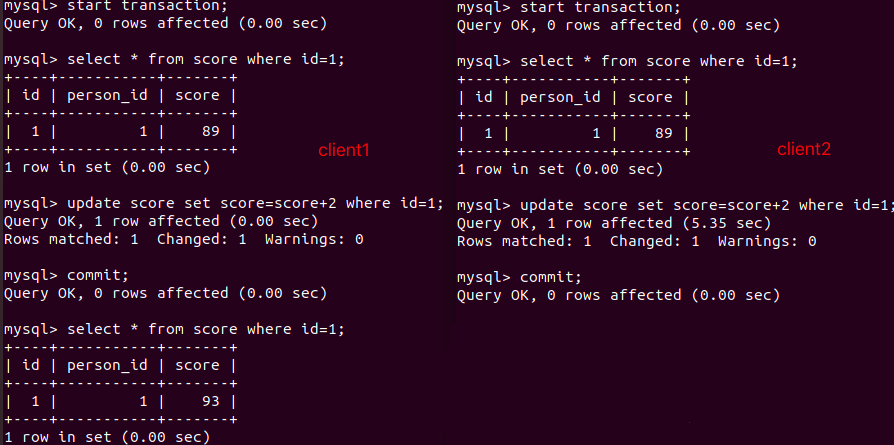 mysql> start transaction;
Query OK, 0 rows affected (0.00 sec)
mysql> select * from score where id=1;
+----+-----------+-------+
| id | person_id | score |
+----+-----------+-------+
|  1 |         1 |    89 |
+----+-----------+-------+
1 row in set (0.00 sec)
client1
mysql> update score set score=score+2 where id=1;
Query OK, 1 row affected (0.00 sec)
Rows matched: 1  Changed: 1  Warnings: 0
mysql> commit;
Query OK, 0 rows affected (0.00 sec)
mysql> select * from score where id=1;
+----+-----------+-------+
| id | person_id | score |
+----+-----------+-------+
|  1 |         1 |    93 |
+----+-----------+-------+
1 row in set (0.00 sec)
mysql> start transaction;
Query OK, 0 rows affected (0.00 sec)
mysql> select * from score where id=1;
+----+-----------+-------+
| id | person_id | score |
+----+-----------+-------+
|  1 |         1 |    89 |
+----+-----------+-------+
1 row in set (0.00 sec)
client2
mysql> update score set score=score+2 where id=1;
Query OK, 1 row affected (5.35 sec)
Rows matched: 1  Changed: 1  Warnings: 0
mysql> commit;
Query OK, 0 rows affected (0.00 sec)